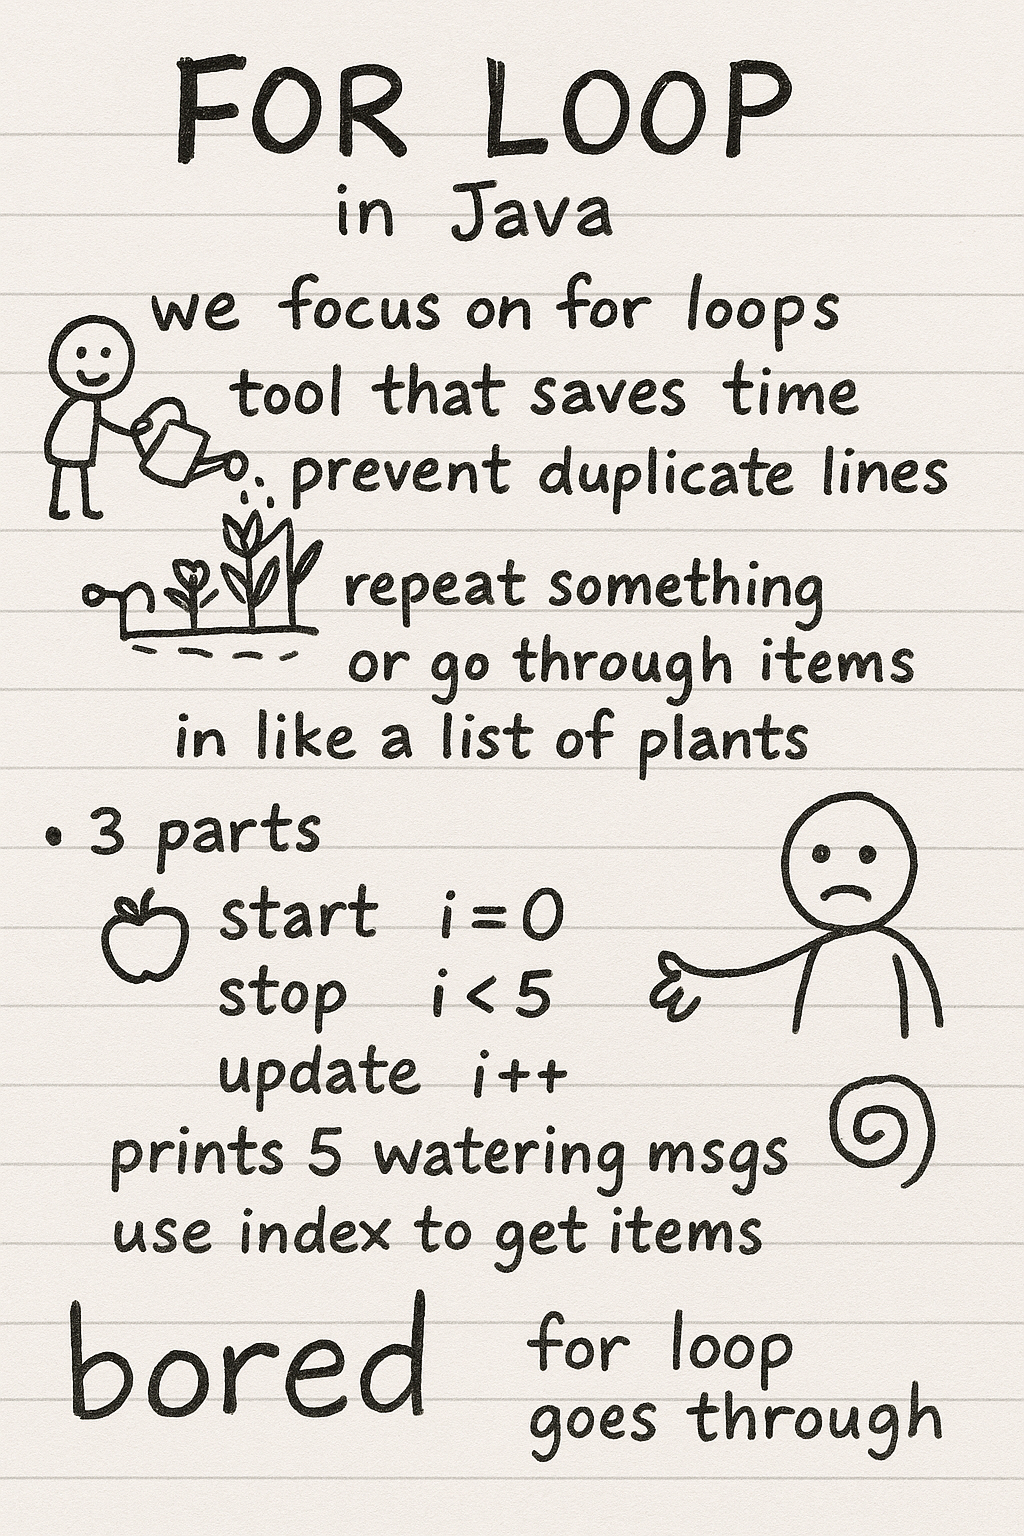 FOR LOOP
in Java
we focus on for loops
tool that saves time
prevent duplicate lines
repeat something
or go through items
in like a list of plants
• 3 parts
start i=0
stop i<5
update i++
prints 5 watering msgs
use index to get items
bored
for loop
goes through